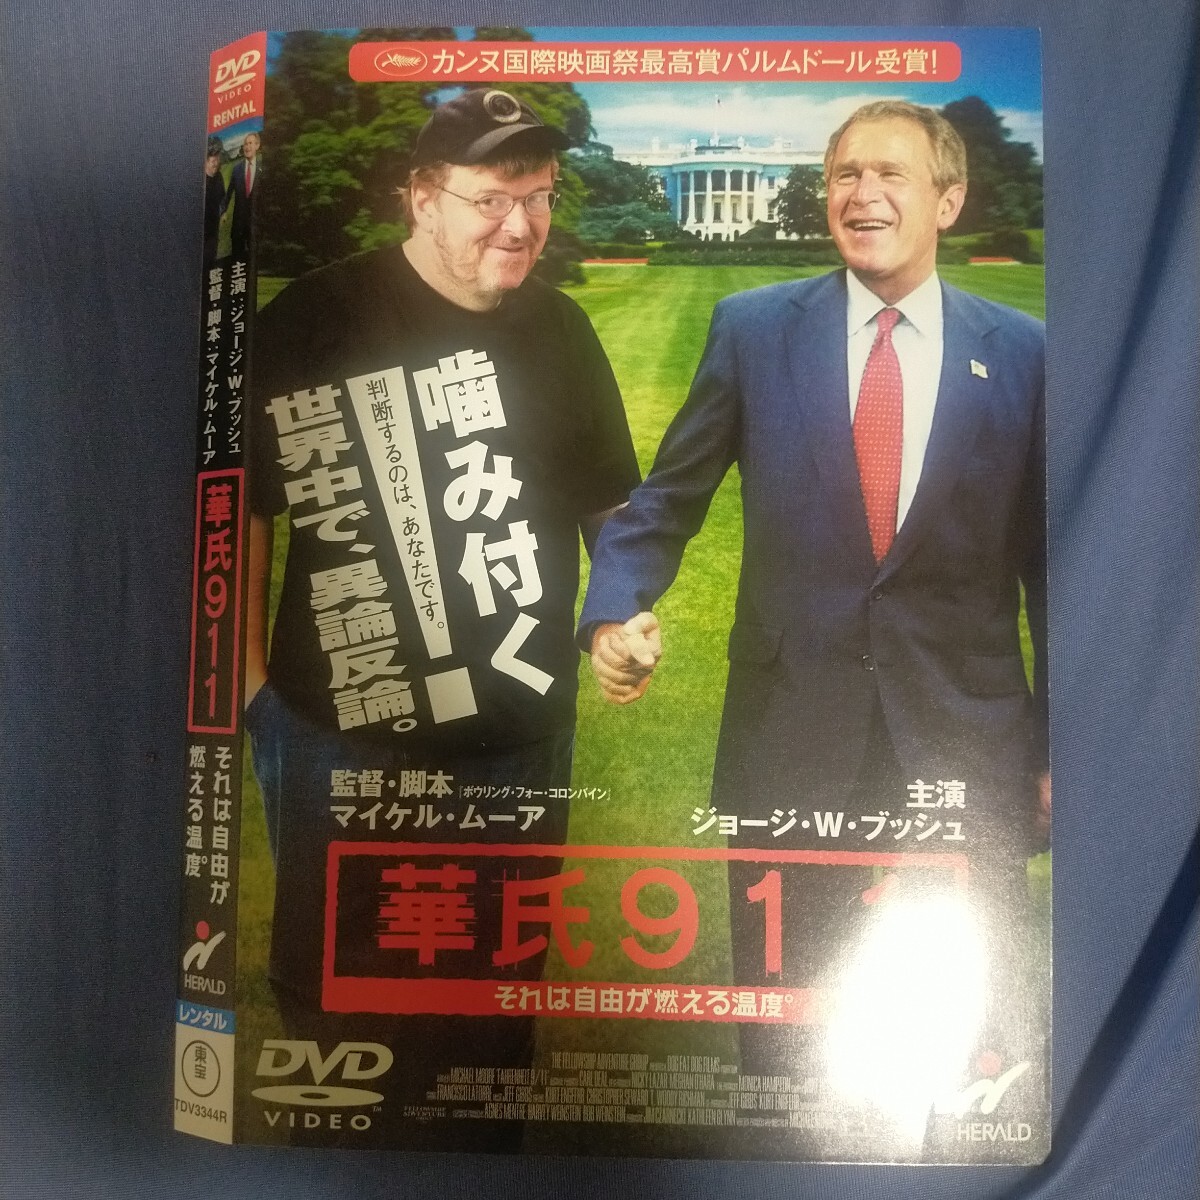 DVD
VIDEO
RENTAL
主演:ジョージ・W・ブッシュ
監督・脚本:マイケル・ムーア
華氏911
それは自由が
燃える温度。
HERALD
レンタル
東宝
TDV3344R
カンヌ国際映画祭最高賞パルムドール受賞!
噛み付く
判断するのは、あなたです。
世界中で、異論反論。
監督・脚本『ボウリング・フォー・コロンバイン』
マイケル・ムーア
主演
ジョージ・W・ブッシュ
華氏911
それは自由が燃える温度。
DVD
VIDEO
TM
HERALD